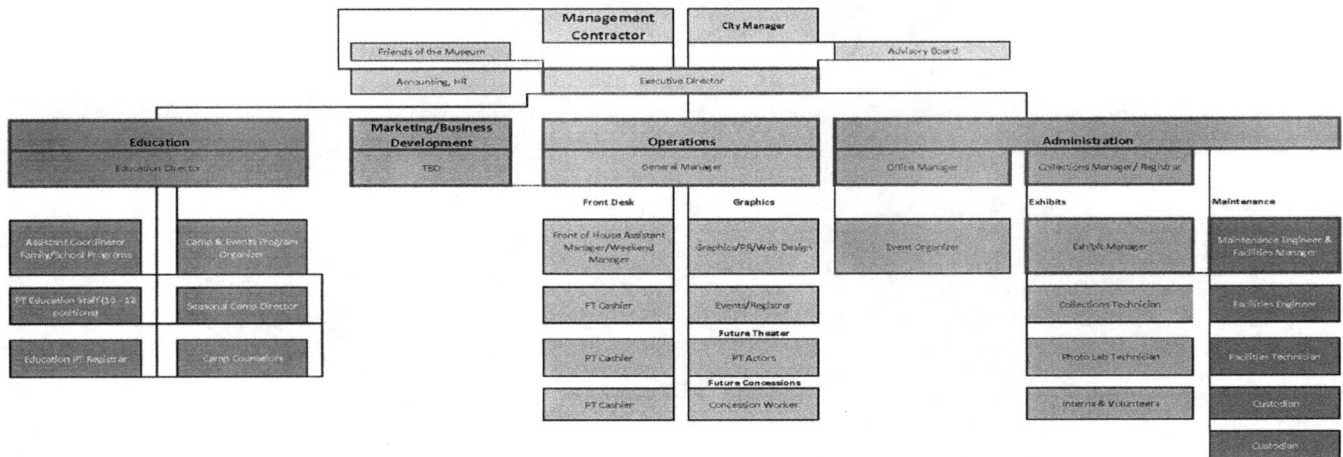 Management
Contractor
City Manager
Friends of the Museum
Advisory Board
Accounting, HR
Executive Director
Education
Education Director
Marketing/Business
Development
TBD
Operations
General Manager
Administration
Office Manager
Collections Manager/ Registrar
Front Desk
Graphics
Exhibits
Maintenance
Assistant Coordinator
Family/School Programs
Camp & Events Program
Organizer
Front of House Assistant
Manager/Weekend
Manager
Graphics/PR/Web Design
Event Organizer
Exhibit Manager
Maintenance Engineer &
Facilities Manager
PT Education Staff (10 - 12
positions)
Seasonal Camp Director
PT Cashier
Events/Registrar
Collections Technician
Facilities Engineer
Future Theater
Education PT Registrar
Camp Counselors
PT Cashier
PT Actors
Photo Lab Technician
Facilities Technician
Future Concessions
PT Cashier
Concession Worker
Interns & Volunteers
Custodian
Custodian